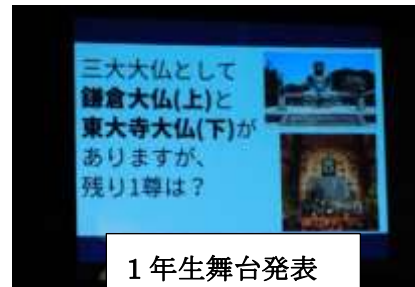 三大大仏として
鎌倉大仏(上)と
東大寺大仏(下)が
ありますが、
残り1尊は？
１年生舞台発表